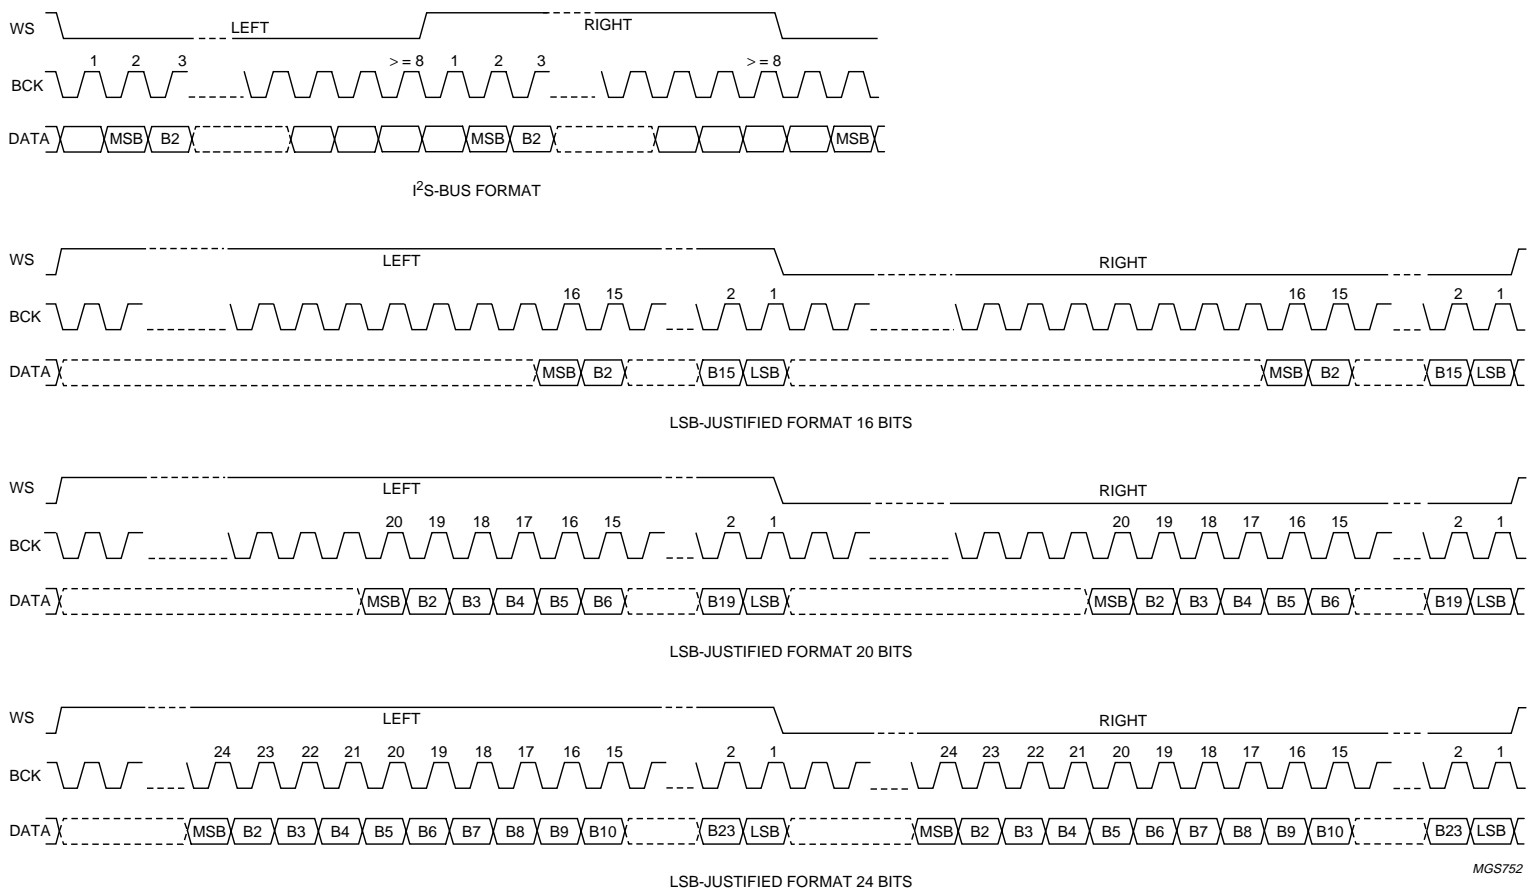 WS LEFT RIGHT
BCK 1 2 3 >=8 1 2 3 >=8
DATA MSB B2 MSB B2 MSB
I²S-BUS FORMAT
WS LEFT RIGHT
BCK 16 15 2 1 16 15 2 1
DATA MSB B2 B15 LSB MSB B2 B15 LSB
LSB-JUSTIFIED FORMAT 16 BITS
WS LEFT RIGHT
BCK 20 19 18 17 16 15 2 1 20 19 18 17 16 15 2 1
DATA MSB B2 B3 B4 B5 B6 B19 LSB MSB B2 B3 B4 B5 B6 B19 LSB
LSB-JUSTIFIED FORMAT 20 BITS
WS LEFT RIGHT
BCK 24 23 22 21 20 19 18 17 16 15 2 1 24 23 22 21 20 19 18 17 16 15 2 1
DATA MSB B2 B3 B4 B5 B6 B7 B8 B9 B10 B23 LSB MSB B2 B3 B4 B5 B6 B7 B8 B9 B10 B23 LSB
MGS752
LSB-JUSTIFIED FORMAT 24 BITS